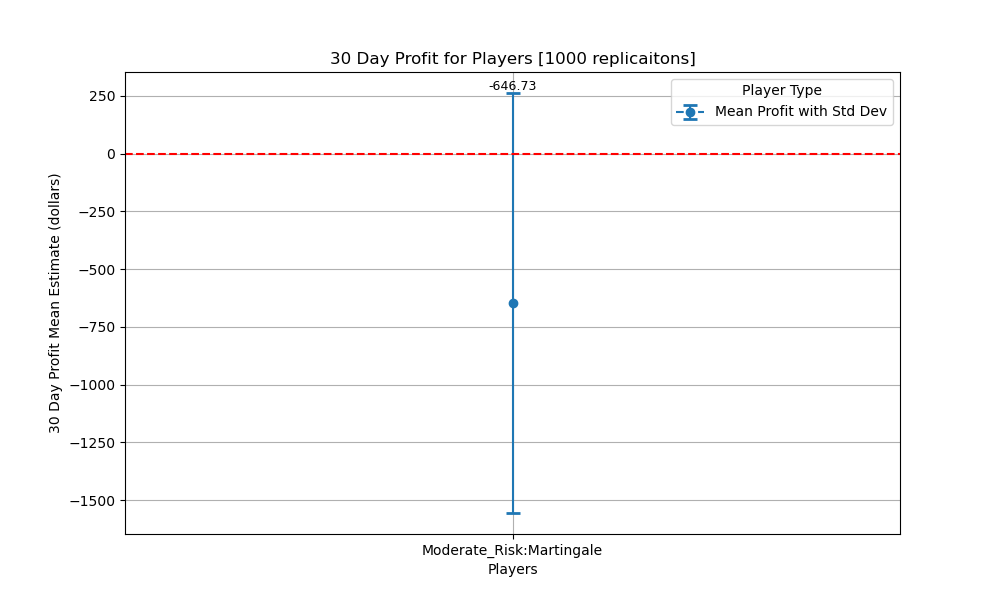 30 Day Profit for Players [1000 replicaitons]
-646.73
Player Type
Mean Profit with Std Dev
250
0
−250
−500
−750
−1000
−1250
−1500
30 Day Profit Mean Estimate (dollars)
Moderate_Risk:Martingale
Players